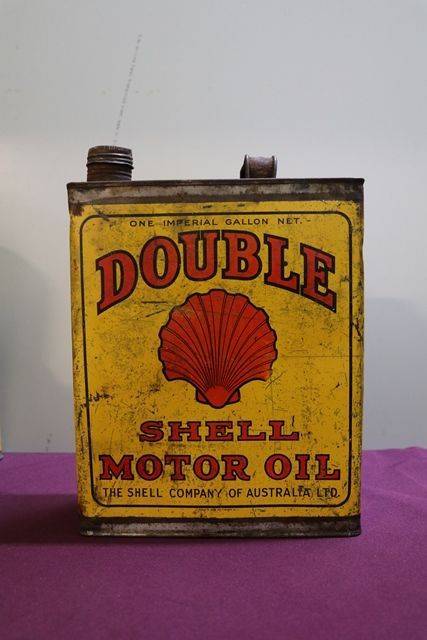 ONE IMPERIAL GALLON NET.
DOUBLE
SHELL
MOTOR OIL
THE SHELL COMPANY OF AUSTRALIA LTD.